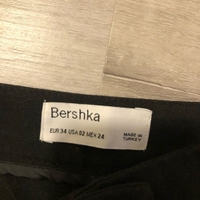 Bershka
EUR 34 USA 02 MEX 24
MADE IN
TURKEY